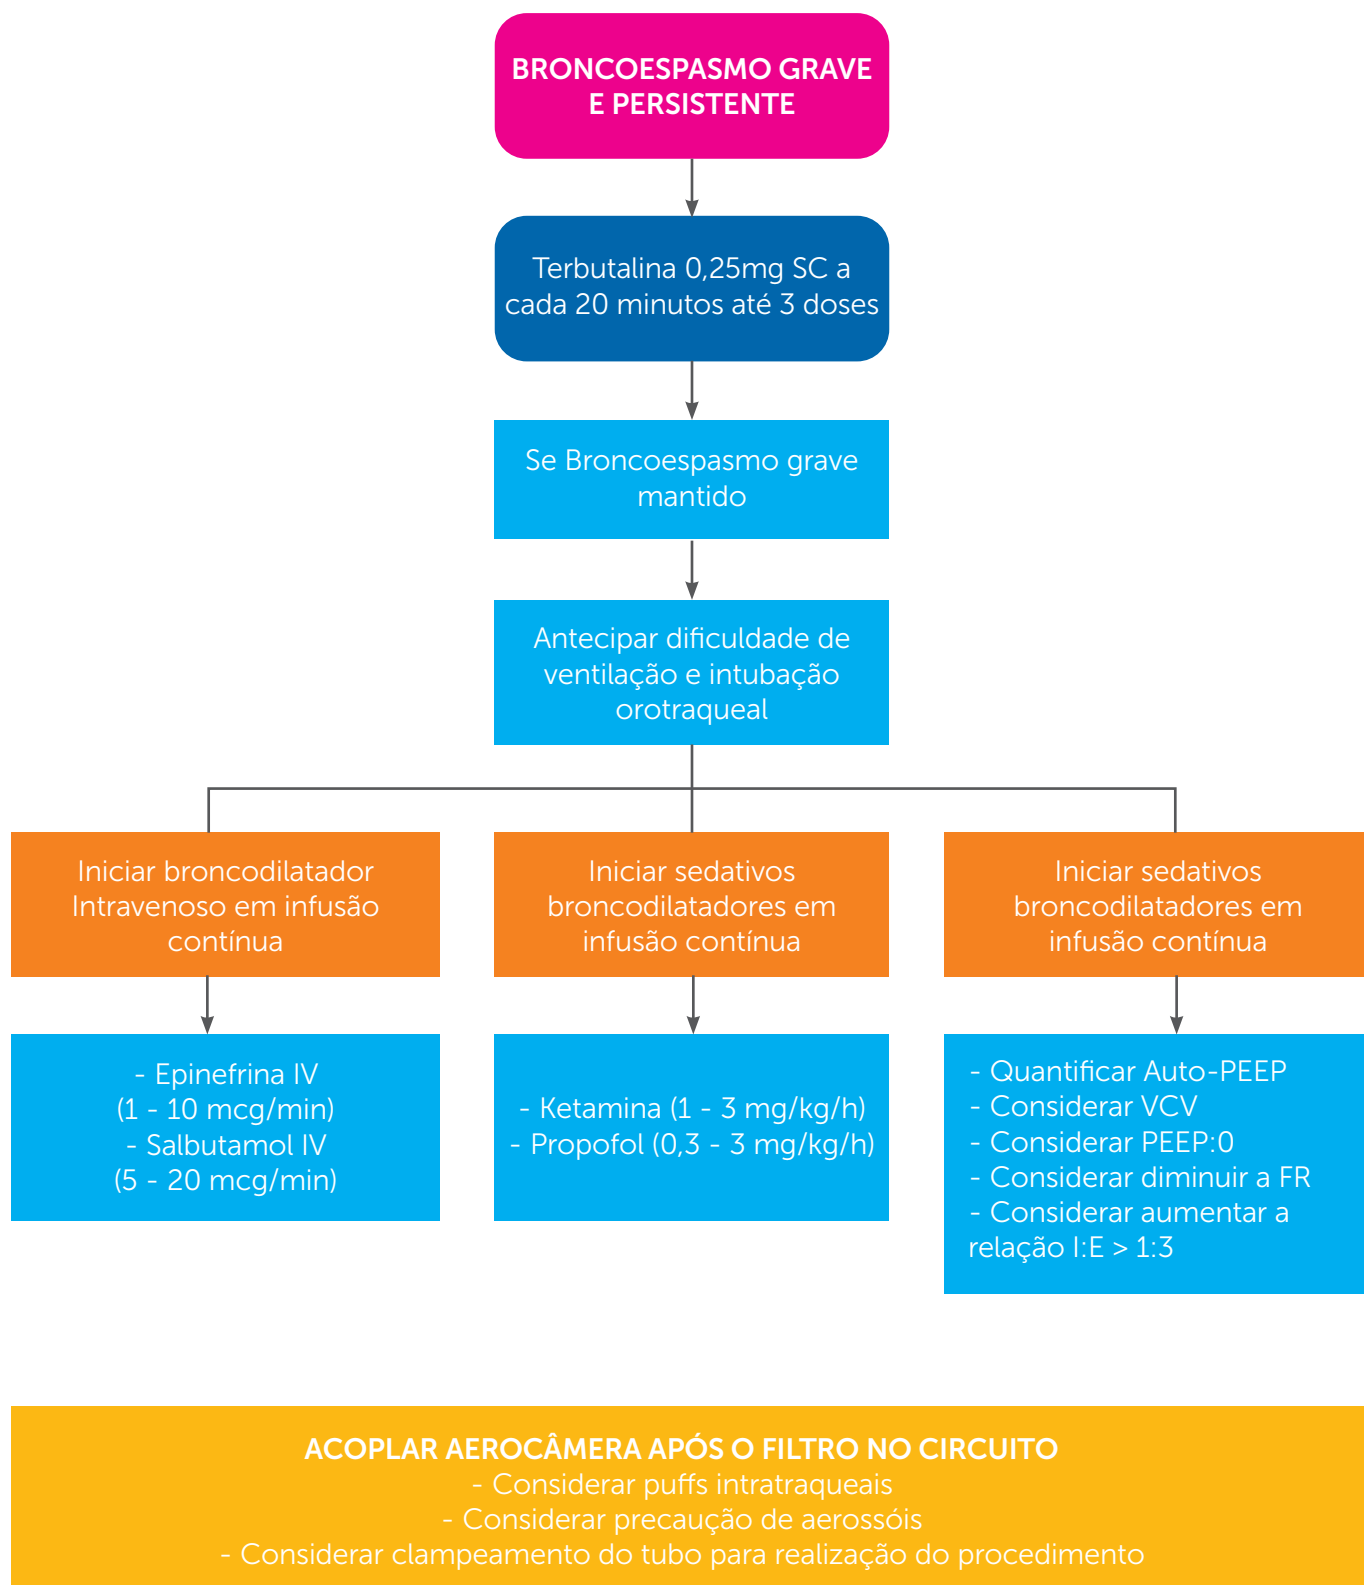 BRONCOESPASMO GRAVE
E PERSISTENTE
Terbutalina 0,25mg SC a
cada 20 minutos até 3 doses
Se Broncoespasmo grave
mantido
Antecipar dificuldade de
ventilação e intubação
orotraqueal
Iniciar broncodilatador
Intravenoso em infusão
contínua
Iniciar sedativos
broncodilatadores em
infusão contínua
Iniciar sedativos
broncodilatadores em
infusão contínua
- Epinefrina IV
(1 - 10 mcg/min)
- Salbutamol IV
(5 - 20 mcg/min)
- Ketamina (1 - 3 mg/kg/h)
- Propofol (0,3 - 3 mg/kg/h)
- Quantificar Auto-PEEP
- Considerar VCV
- Considerar PEEP:0
- Considerar diminuir a FR
- Considerar aumentar a
relação I:E > 1:3
ACOPLAR AEROCÂMERA APÓS O FILTRO NO CIRCUITO
- Considerar puffs intratraqueais
- Considerar precaução de aerossóis
- Considerar clampeamento do tubo para realização do procedimento